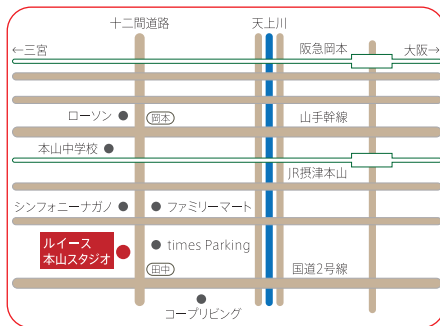 十二間道路
天上川
←三宮
阪急岡本
大阪→
ローソン
岡本
山手幹線
本山中学校
JR摂津本山
シンフォニーナガノ
ファミリーマート
ルイース
本山スタジオ
times Parking
田中
国道2号線
コープリビング